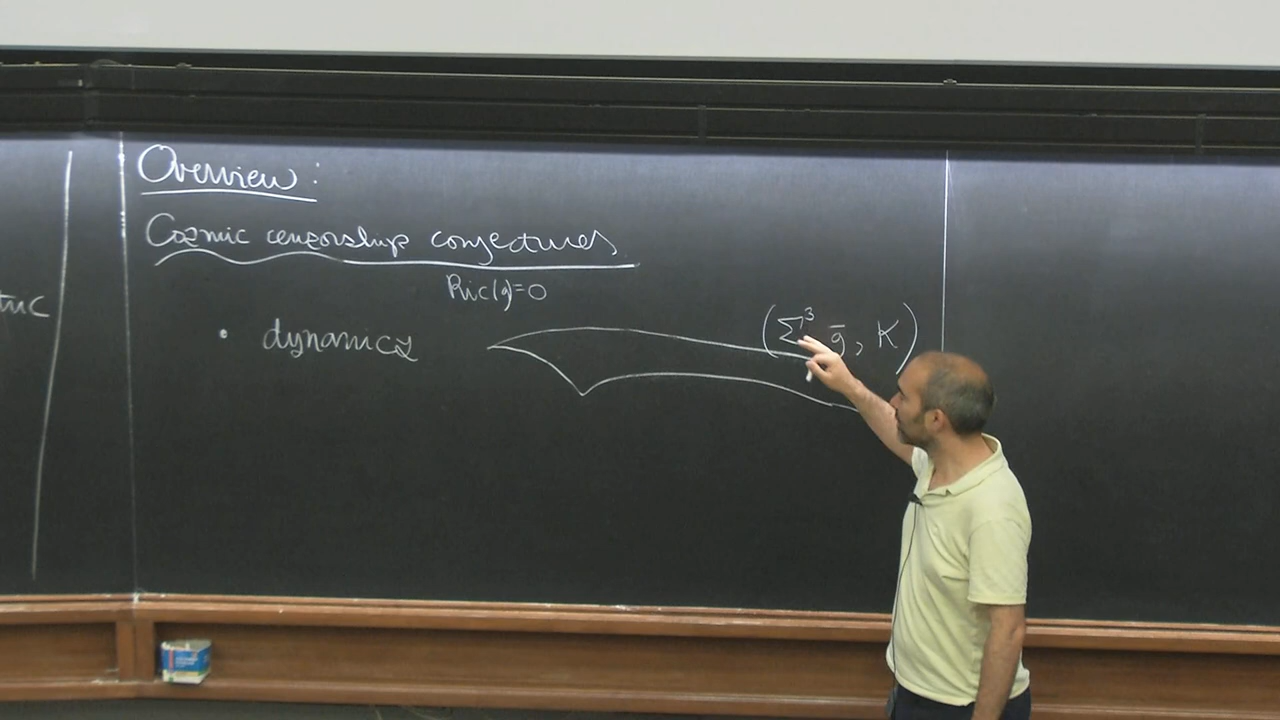 Overview:
Cosmic censorship conjectures
Ric(g)=0
• dynamics
(Σ³, ḡ, K)